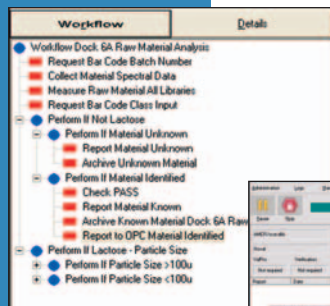 Workflow
Details
Workflow Dock 6A Raw Material Analysis
Request Bar Code Batch Number
Collect Material Spectral Data
Measure Raw Material All Libraries
Request Bar Code Class Input
Perform If Not Lactose
Perform If Material Unknown
Report Material Unknown
Archive Unknown Material
Perform If Material Identified
Check PASS
Report Material Known
Archive Known Material Dock 6A Raw
Report to OPC Material Identified
Perform If Lactose - Particle Size
Perform If Particle Size >100u
Perform If Particle Size <100u